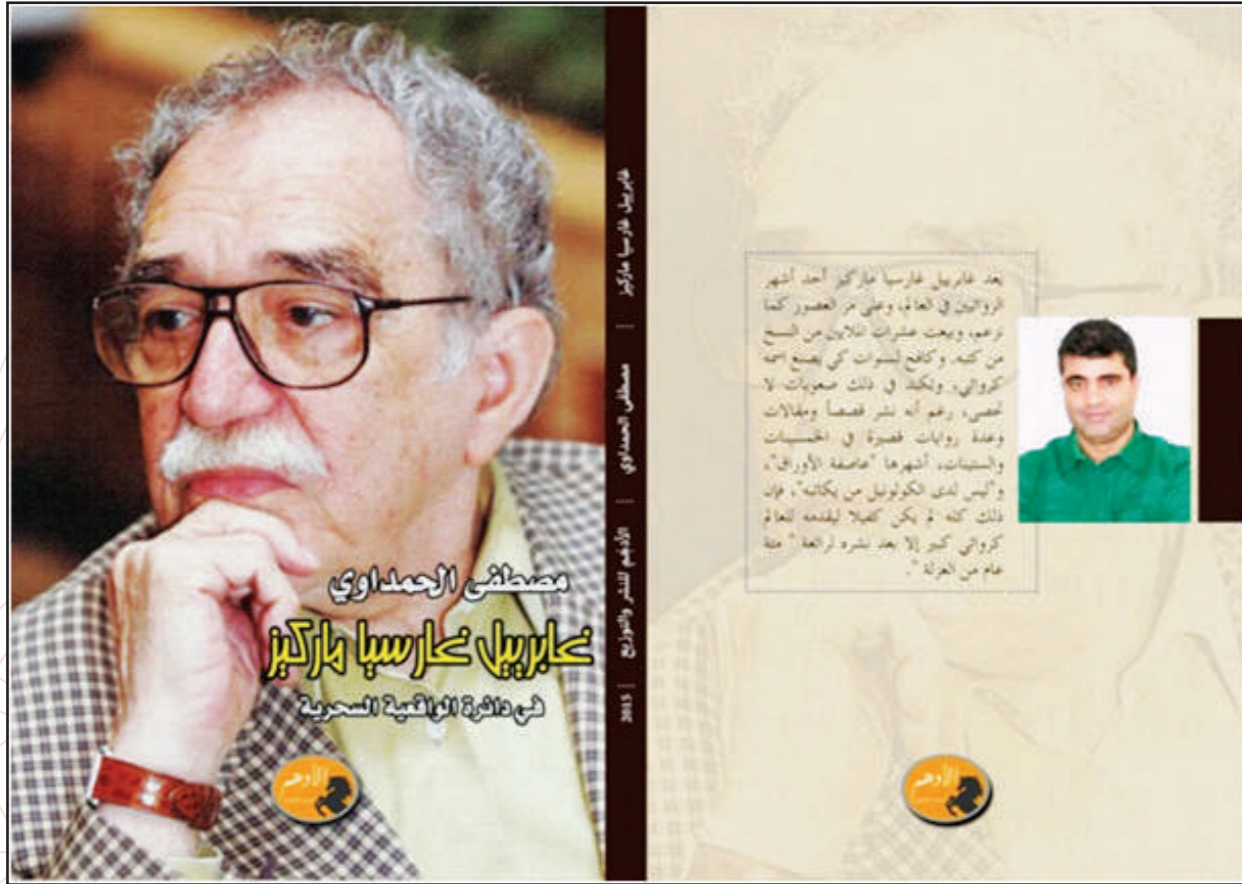 مصطفى الحمداوي
غابرييل غارسيا ماركيز
في دائرة الواقعية السحرية
الأدهم
غابرييل غارسيا ماركيز | مصطفى الحمداوي | الأدهم للنشر والتوزيع | 2015
يعد غابرييل غارسيا ماركيز أحد أشهر
الروائيين في العالم، وعلى مر العصور كما
نزعم، وبيعت عشرات الملايين من النسخ
من كتبه. وكافح لسنوات كي يصنع اسمه
كروائي، وتكبد في ذلك صعوبات لا
تحصى، رغم أنه نشر قصصاً ومقالات
وعدة روايات قصيرة في الخمسينات
والستينات، أشهرها "عاصفة الأوراق"،
و"ليس لدى الكولونيل من يكاتبه"، فإن
ذلك كله لم يكن كفيلا ليقدمه للعالم
كروائي كبير إلا بعد نشره لرائعة " مئة
عام من العزلة ".
الأدهم